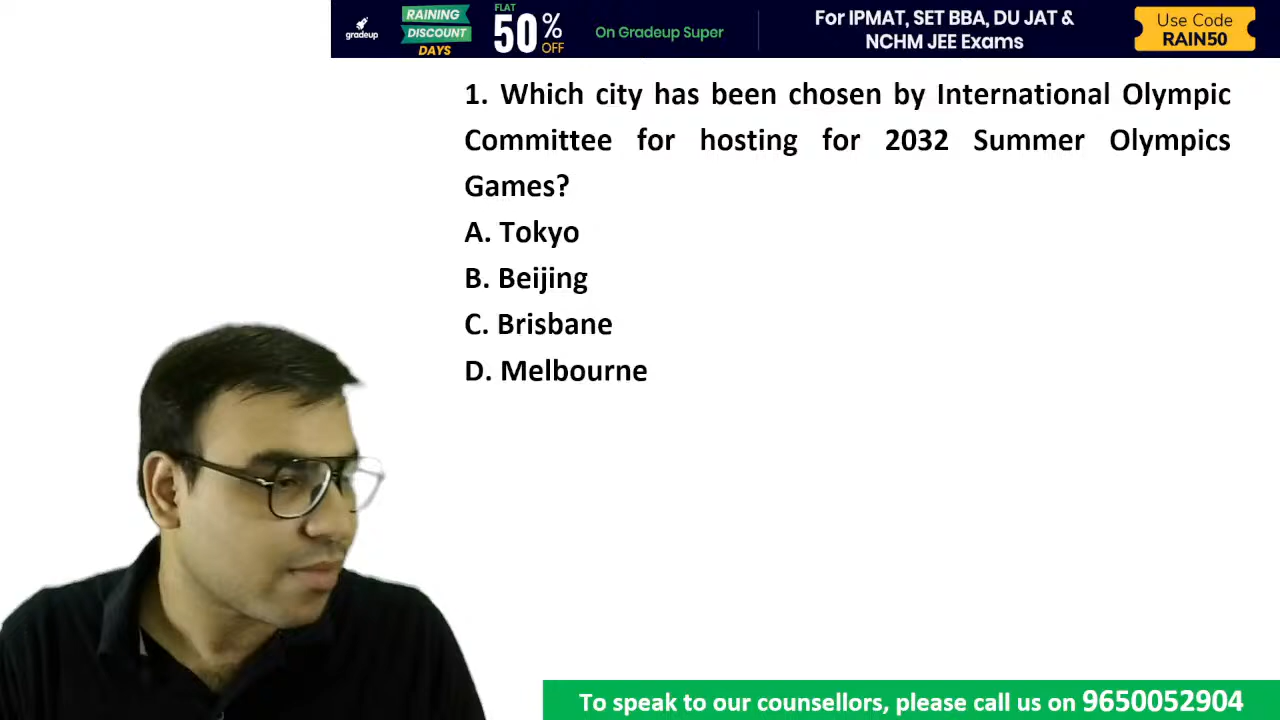 gradeup
RAINING
DISCOUNT
DAYS
FLAT
50% OFF
On Gradeup Super
For IPMAT, SET BBA, DU JAT &
NCHM JEE Exams
Use Code
RAIN50
1. Which city has been chosen by International Olympic
Committee for hosting for 2032 Summer Olympics
Games?
A. Tokyo
B. Beijing
C. Brisbane
D. Melbourne
To speak to our counsellors, please call us on 9650052904